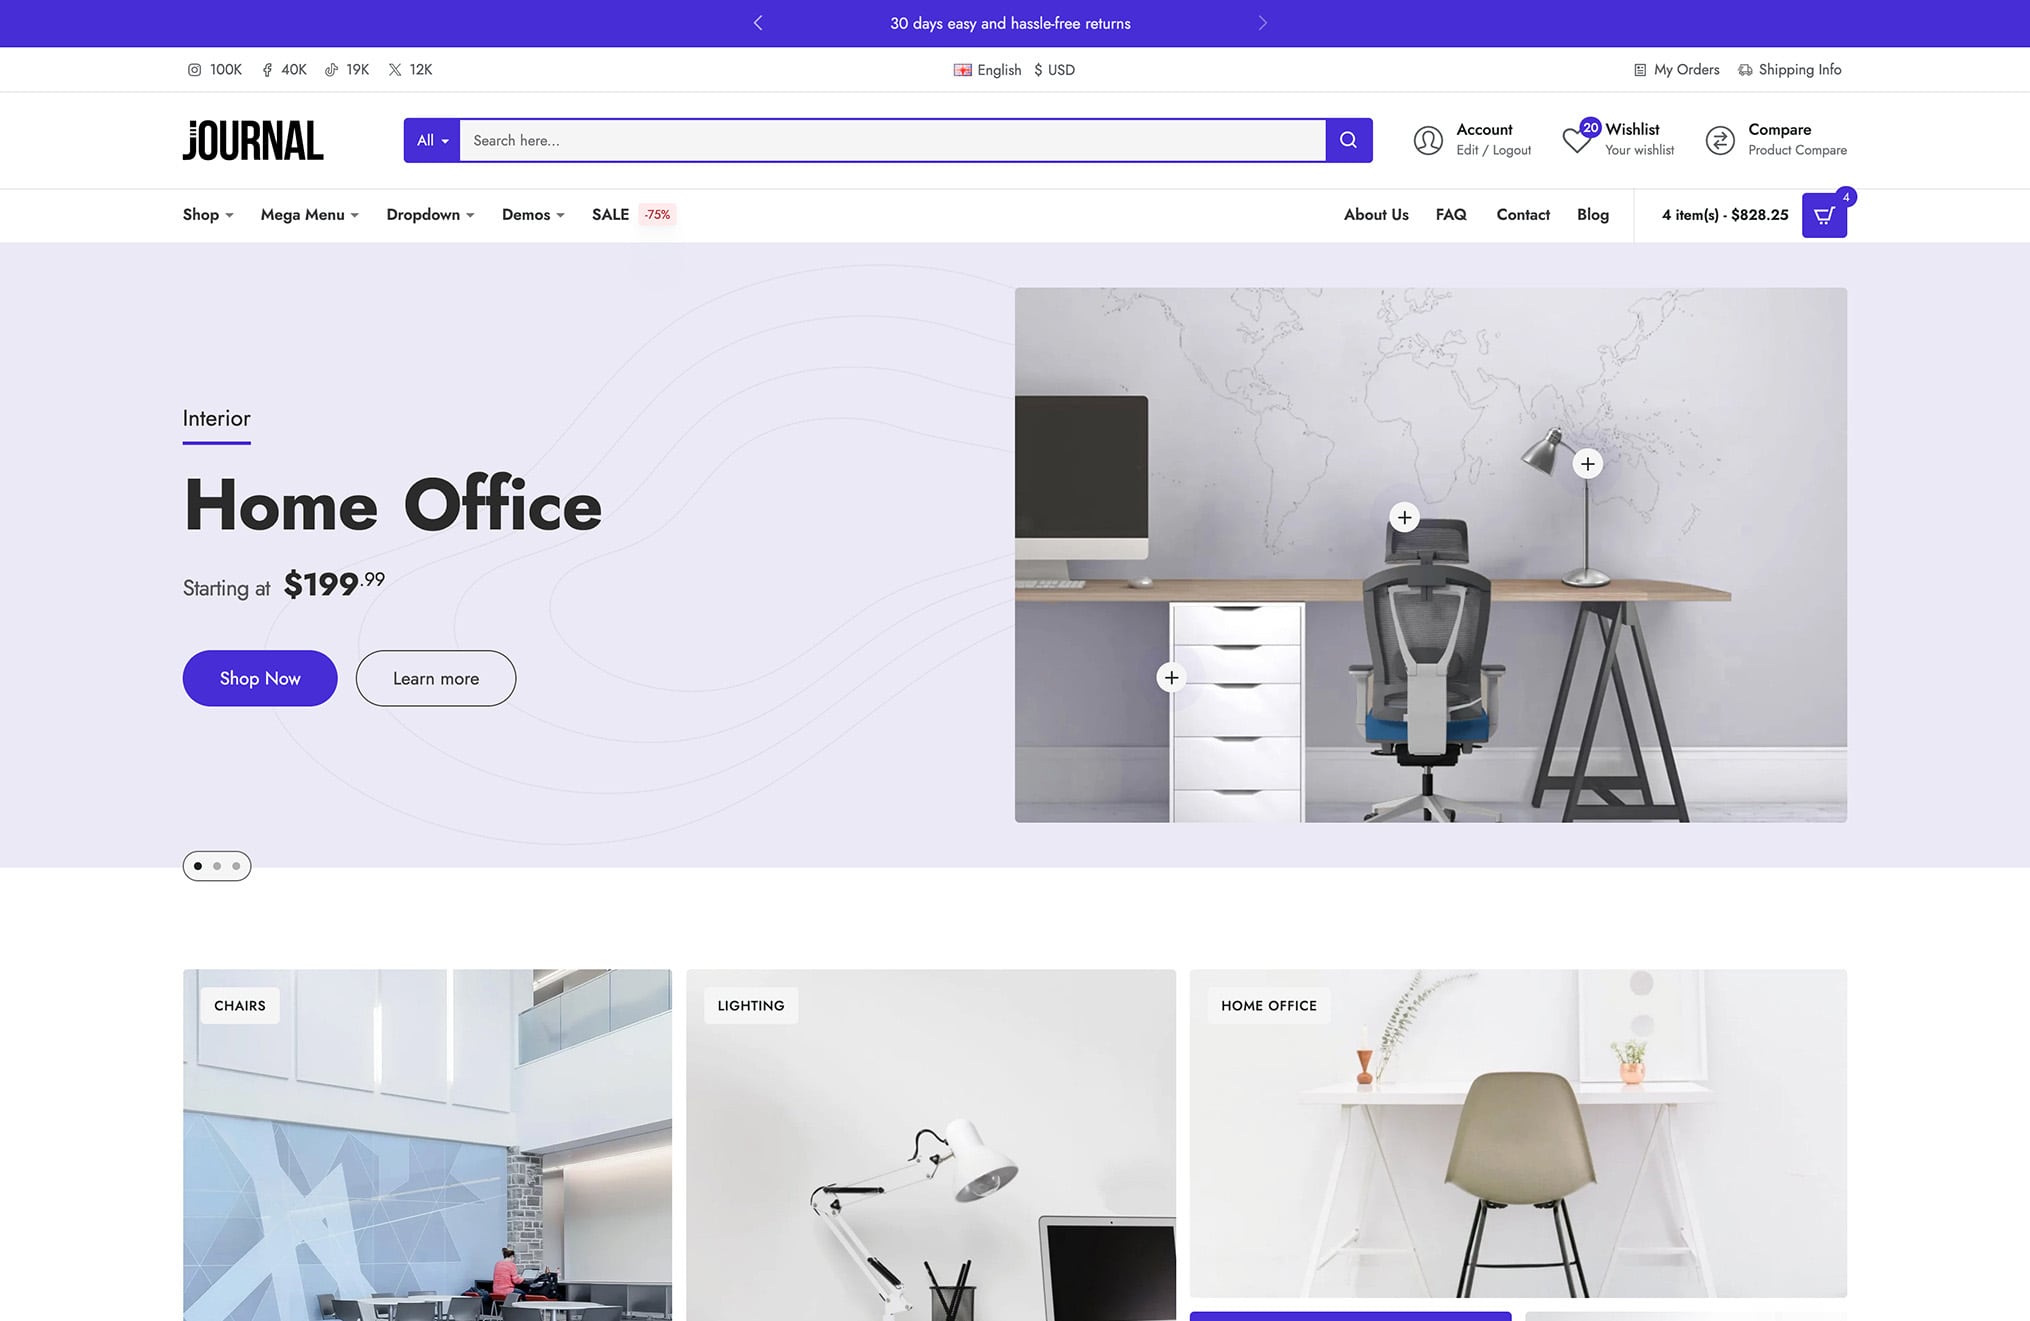 30 days easy and hassle-free returns
100K 40K 19K 12K
English $ USD
My Orders Shipping Info
JOURNAL
All
Search here...
Account
Edit / Logout
20
Wishlist
Your wishlist
Compare
Product Compare
Shop Mega Menu Dropdown Demos SALE -75%
About Us FAQ Contact Blog
4 item(s) - $828.25
4
Interior
Home Office
Starting at $199.99
Shop Now
Learn more
CHAIRS
LIGHTING
HOME OFFICE